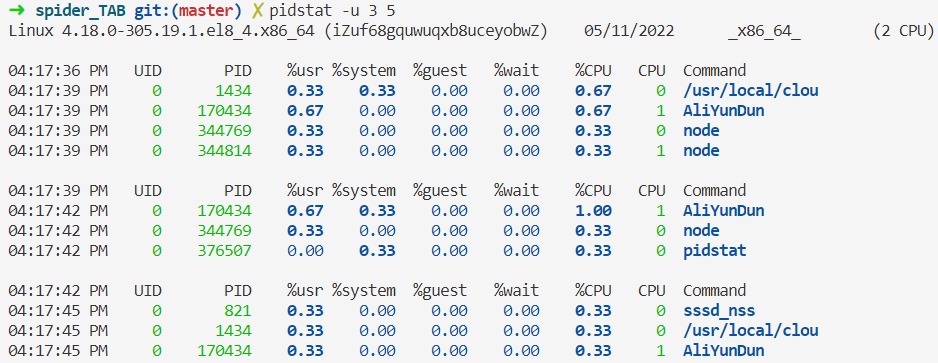 ➜ spider_TAB git:(master) ✗ pidstat -u 3 5
Linux 4.18.0-305.19.1.el8_4.x86_64 (iZuf68gquwuqxb8uceyobwZ) 05/11/2022 _x86_64_ (2 CPU)
04:17:36 PM UID PID %usr %system %guest %wait %CPU CPU Command
04:17:39 PM 0 1434 0.33 0.33 0.00 0.00 0.67 0 /usr/local/clou
04:17:39 PM 0 170434 0.67 0.00 0.00 0.00 0.67 1 AliYunDun
04:17:39 PM 0 344769 0.33 0.00 0.00 0.00 0.33 0 node
04:17:39 PM 0 344814 0.33 0.00 0.00 0.00 0.33 1 node
04:17:39 PM UID PID %usr %system %guest %wait %CPU CPU Command
04:17:42 PM 0 170434 0.67 0.33 0.00 0.00 1.00 1 AliYunDun
04:17:42 PM 0 344769 0.33 0.00 0.00 0.00 0.33 0 node
04:17:42 PM 0 376507 0.00 0.33 0.00 0.00 0.33 0 pidstat
04:17:42 PM UID PID %usr %system %guest %wait %CPU CPU Command
04:17:45 PM 0 821 0.33 0.00 0.00 0.00 0.33 0 sssd_nss
04:17:45 PM 0 1434 0.33 0.00 0.00 0.00 0.33 0 /usr/local/clou
04:17:45 PM 0 170434 0.33 0.00 0.00 0.00 0.33 1 AliYunDun